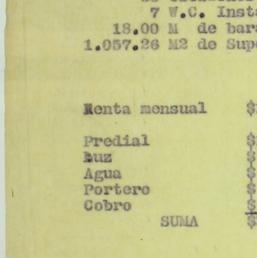 7 W.C. Inst
18.00 M de bara
1.057.26 M2 de Sup
Renta mensual $
Predial $
Luz $
Agua $
Portero $
Cobro $
SUMA $